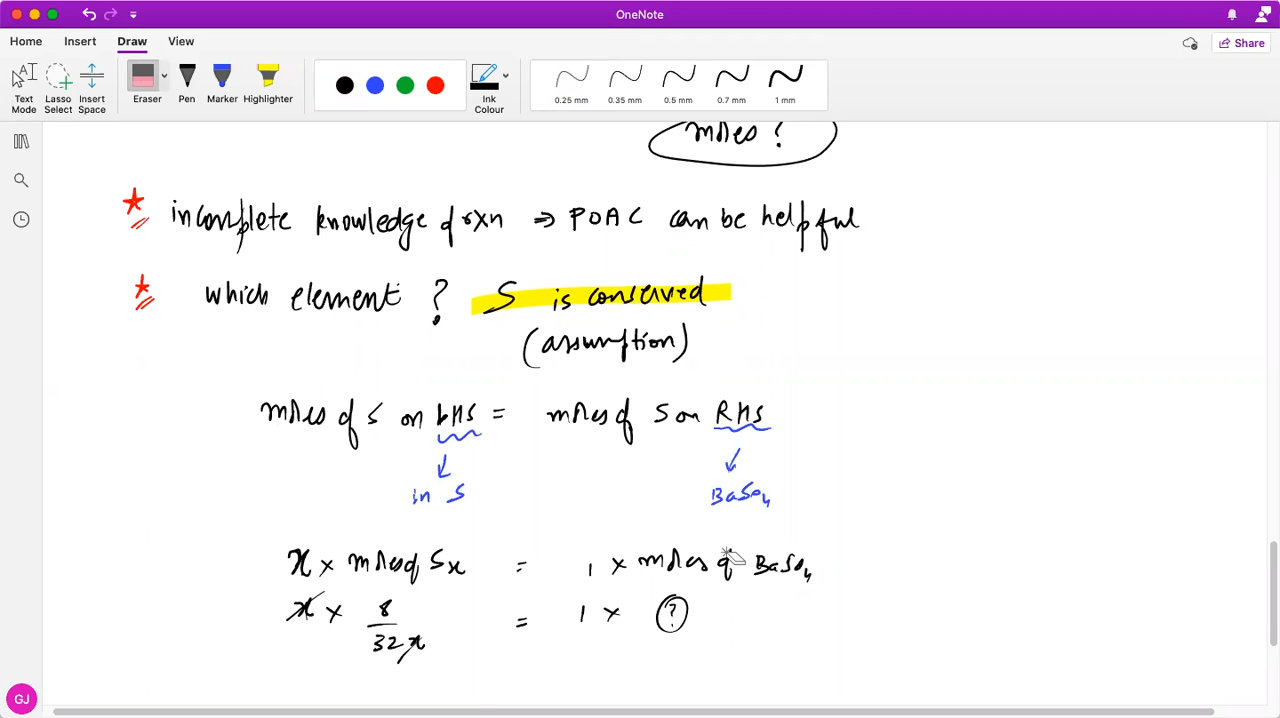 OneNote
Home Insert Draw View
Share
Text Mode
Lasso Select
Insert Space
Eraser
Pen
Marker
Highlighter
Ink Colour
0.25 mm 0.35 mm 0.5 mm 0.7 mm 1 mm
moles ?
incomplete knowledge of rxn ⇒ POAC can be helpful
which element ? S is conserved
(assumption)
moles of S on LHS = moles of S on RHS
in S BaSO4
x × moles of Sx = 1 × moles of BaSO4
x × 8/32x = 1 × ?
GJ